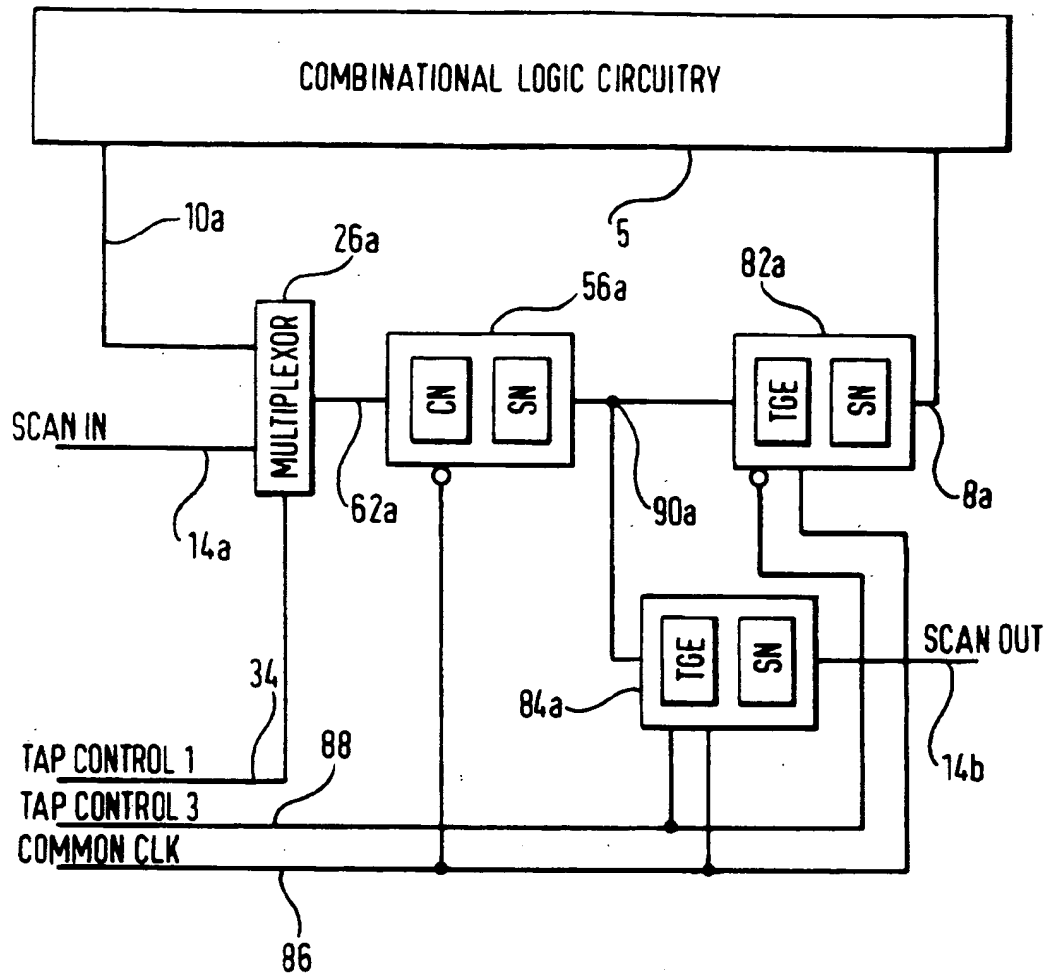 COMBINATIONAL LOGIC CIRCUITRY
10a
5
26a
82a
56a
MULTIPLEXOR
CN
SN
TGE
SN
SCAN IN
14a
62a
90a
8a
TGE
SN
SCAN OUT
84a
34
14b
TAP CONTROL 1
88
TAP CONTROL 3
COMMON CLK
86